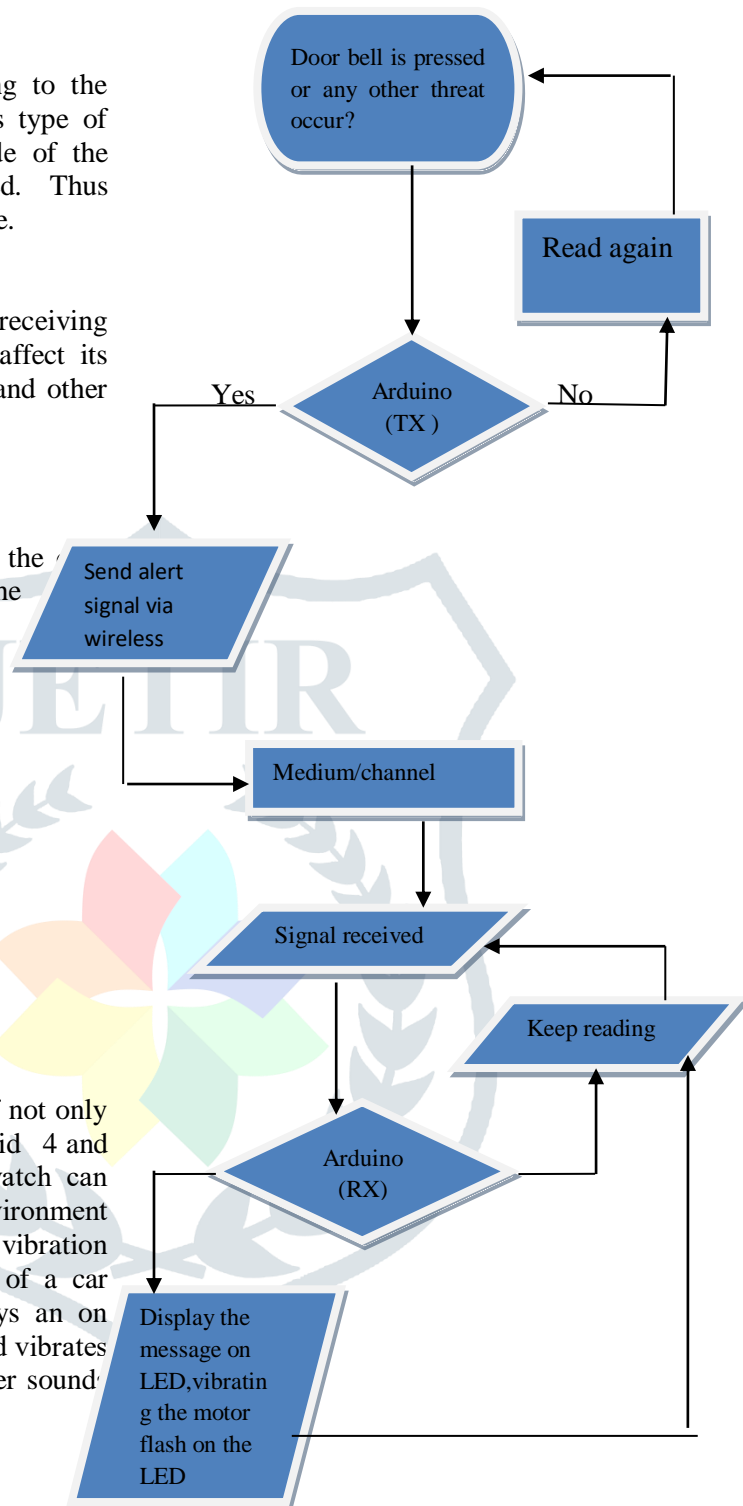 ng to the
s type of
le of the
d. Thus
e.
receiving
affect its
and other
the
ne
f not only
id 4 and
vatch can
vironment
vibration
of a car
ys an on
d vibrates
er sounds
Door bell is pressed
or any other threat
occur?
Read again
Arduino
(TX )
Yes
No
Send alert
signal via
wireless
Medium/channel
Signal received
Keep reading
Arduino
(RX)
Display the
message on
LED,vibratin
g the motor
flash on the
LED
JETIR